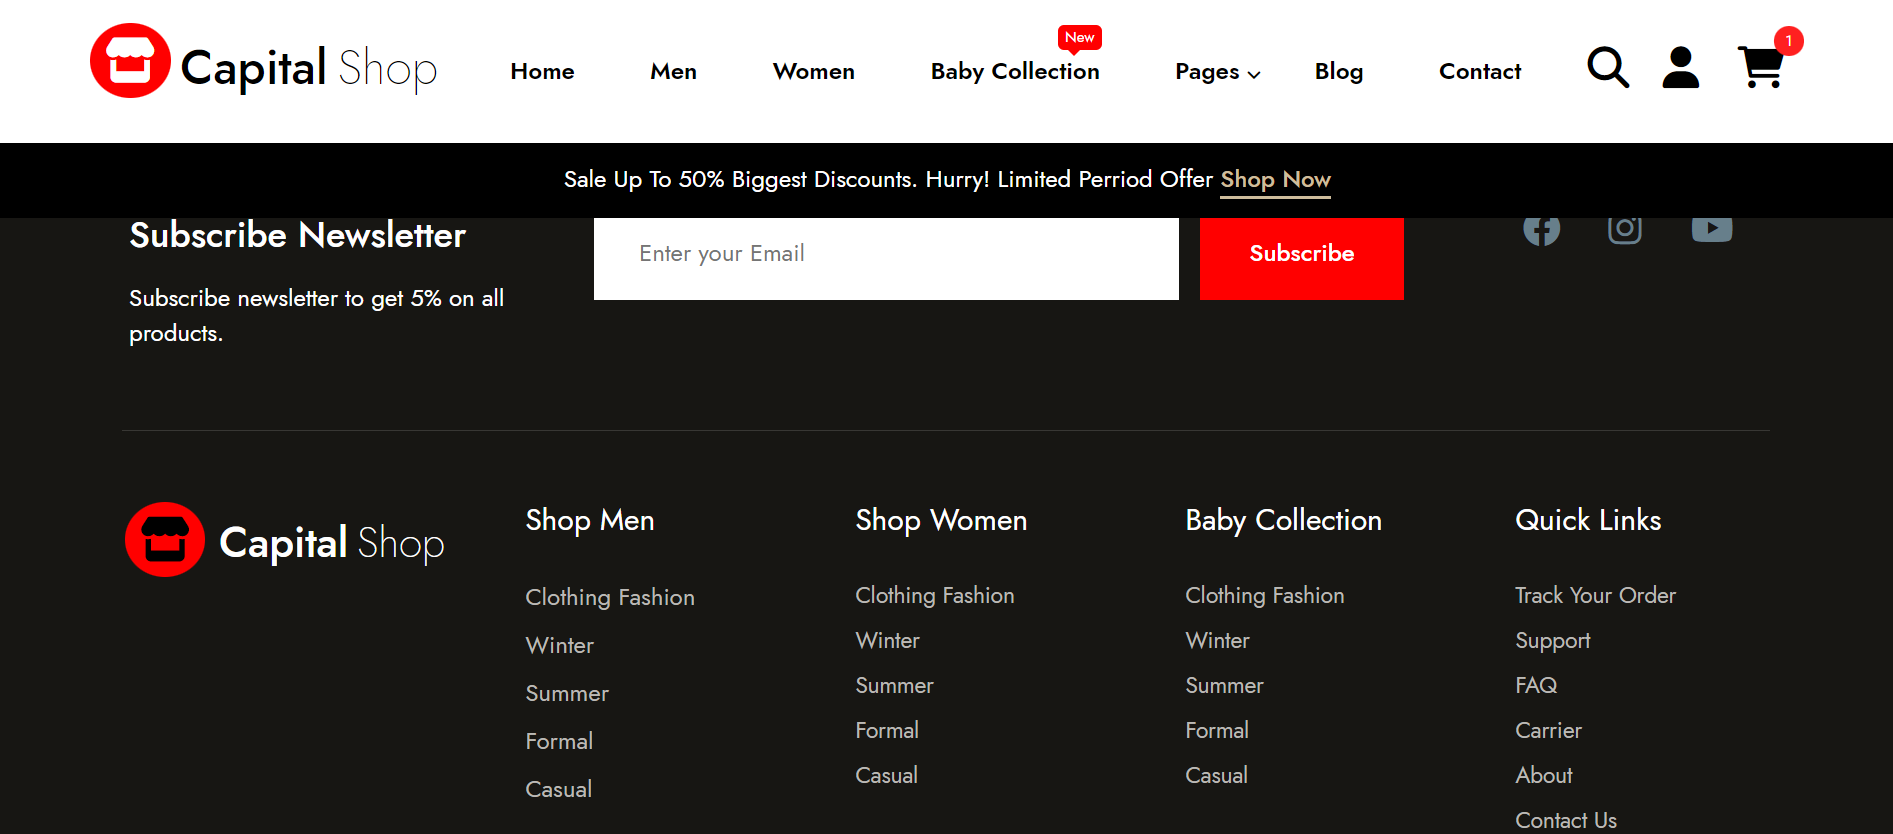 Capital Shop
Home
Men
Women
Baby Collection
New
Pages
Blog
Contact
1
Sale Up To 50% Biggest Discounts. Hurry! Limited Perriod Offer Shop Now
Subscribe Newsletter
Subscribe newsletter to get 5% on all
products.
Enter your Email
Subscribe
Capital Shop
Shop Men
Clothing Fashion
Winter
Summer
Formal
Casual
Shop Women
Clothing Fashion
Winter
Summer
Formal
Casual
Baby Collection
Clothing Fashion
Winter
Summer
Formal
Casual
Quick Links
Track Your Order
Support
FAQ
Carrier
About
Contact Us